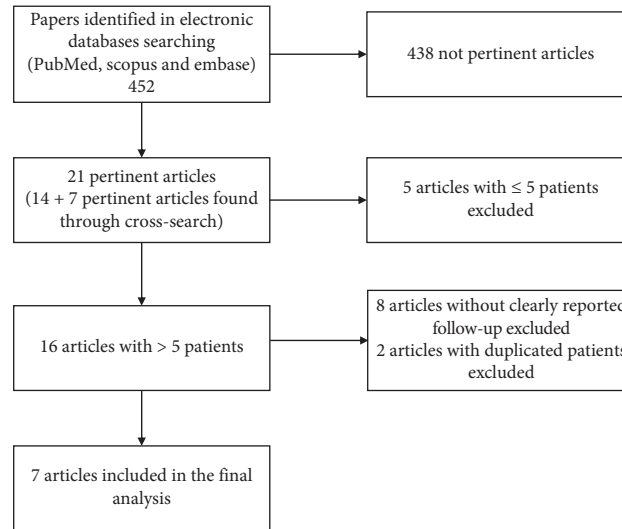 Papers identified in electronic
databases searching
(PubMed, scopus and embase)
452
438 not pertinent articles
21 pertinent articles
(14 + 7 pertinent articles found
through cross-search)
5 articles with ≤ 5 patients
excluded
16 articles with > 5 patients
8 articles without clearly reported
follow-up excluded
2 articles with duplicated patients
excluded
7 articles included in the final
analysis